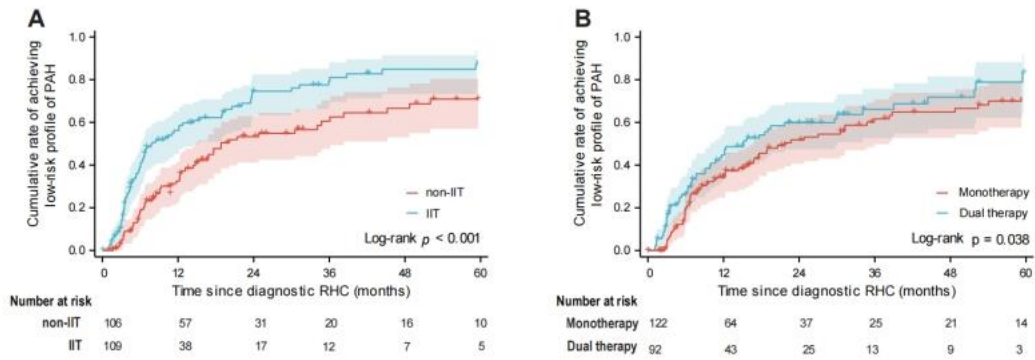 A
Cumulative rate of achieving
low-risk profile of PAH
1.0
0.8
0.6
0.4
0.2
0.0
non-IIT
IIT
Log-rank p < 0.001
0 12 24 36 48 60
Time since diagnostic RHC (months)
Number at risk
non-IIT 106 57 31 20 16 10
IIT 109 38 17 12 7 5
B
Cumulative rate of achieving
low-risk profile of PAH
1.0
0.8
0.6
0.4
0.2
0.0
Monotherapy
Dual therapy
Log-rank p = 0.038
0 12 24 36 48 60
Time since diagnostic RHC (months)
Number at risk
Monotherapy 122 64 37 25 21 14
Dual therapy 92 43 25 13 9 3